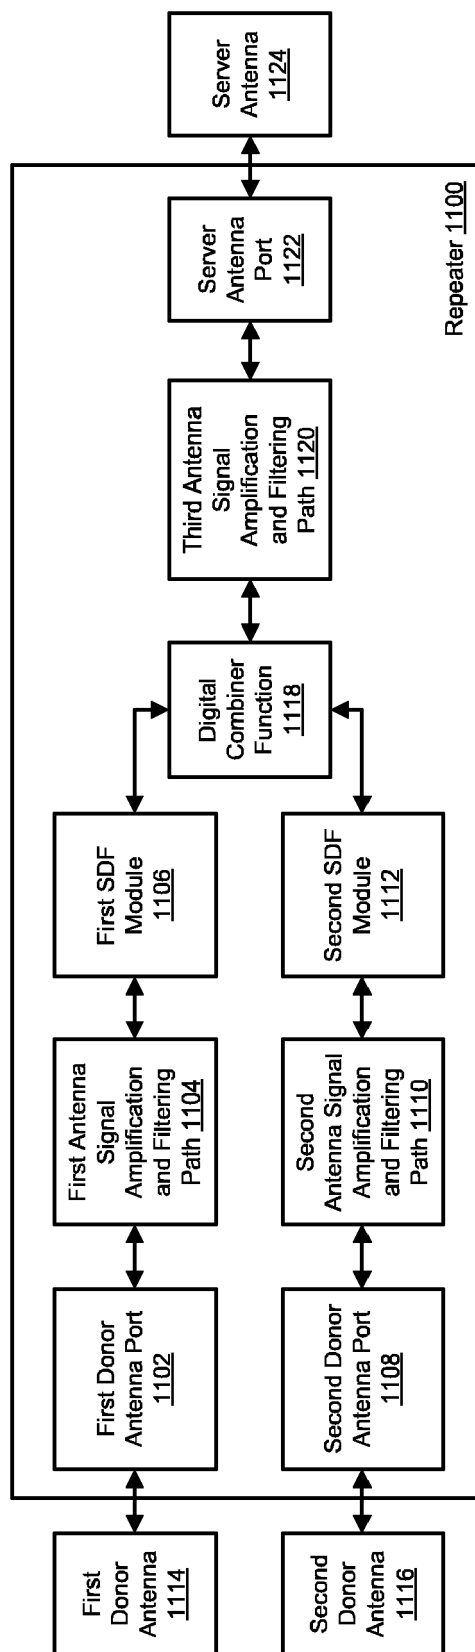 First
Donor
Antenna
1114
First Donor
Antenna Port
1102
First Antenna
Signal
Amplification
and Filtering
Path 1104
First SDF
Module
1106
Second
Donor
Antenna
1116
Second Donor
Antenna Port
1108
Second
Antenna Signal
Amplification
and Filtering
Path 1110
Second SDF
Module
1112
Digital
Combiner
Function
1118
Third Antenna
Signal
Amplification
and Filtering
Path 1120
Server
Antenna
Port
1122
Server
Antenna
1124
Repeater 1100